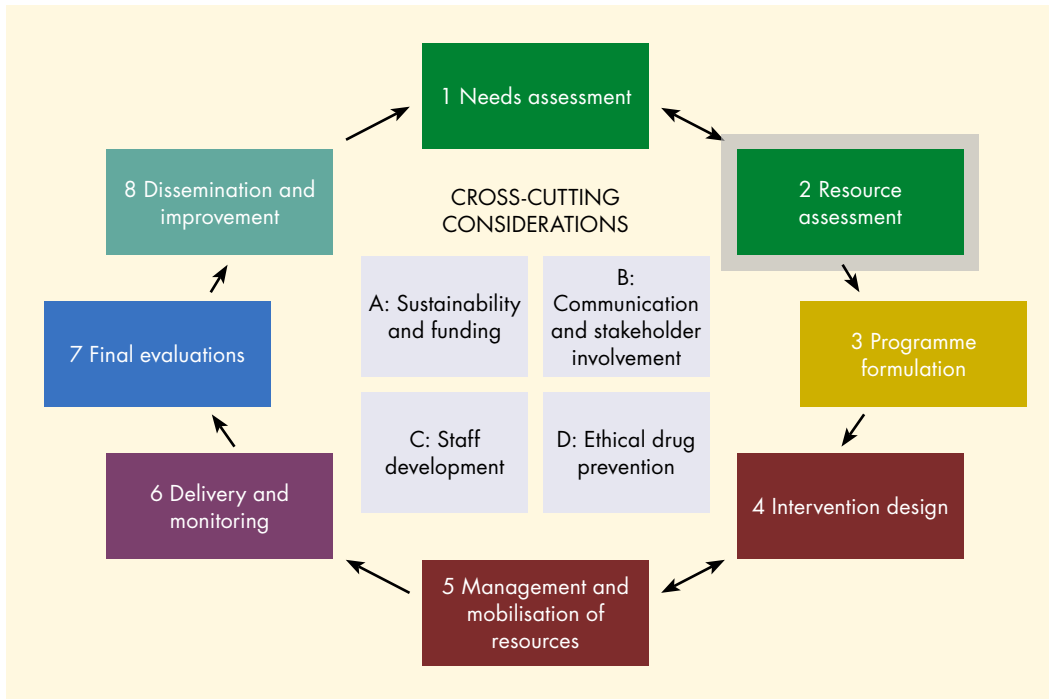 1 Needs assessment
2 Resource
assessment
3 Programme
formulation
4 Intervention design
5 Management and
mobilisation of
resources
6 Delivery and
monitoring
7 Final evaluations
8 Dissemination and
improvement
CROSS-CUTTING
CONSIDERATIONS
A: Sustainability
and funding
B:
Communication
and stakeholder
involvement
C: Staff
development
D: Ethical drug
prevention